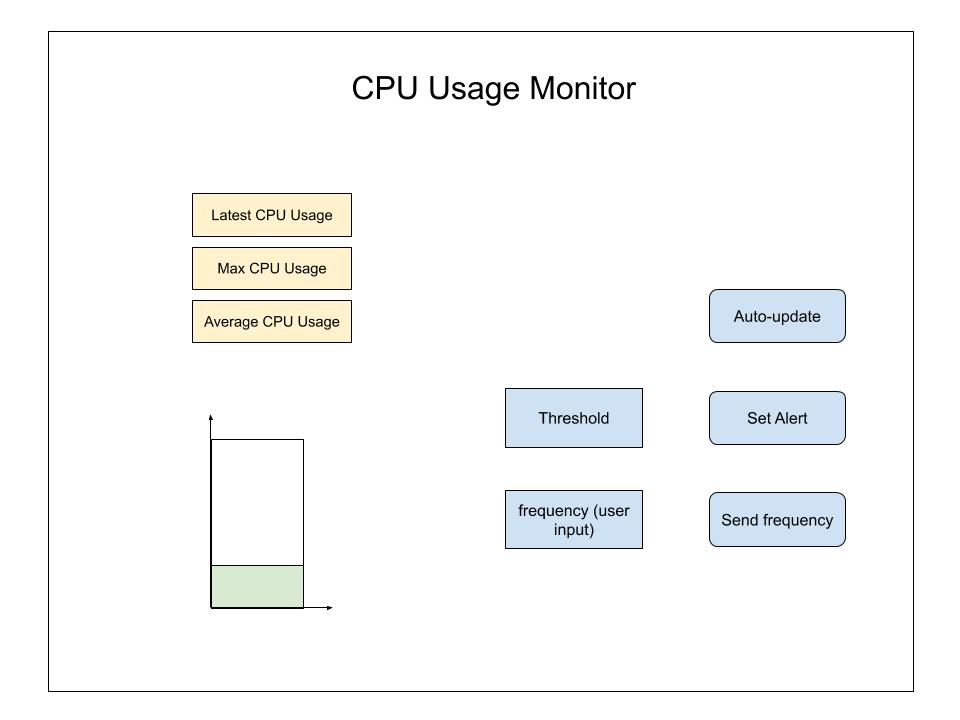 CPU Usage Monitor
Latest CPU Usage
Max CPU Usage
Average CPU Usage
Auto-update
Threshold
Set Alert
frequency (user
input)
Send frequency